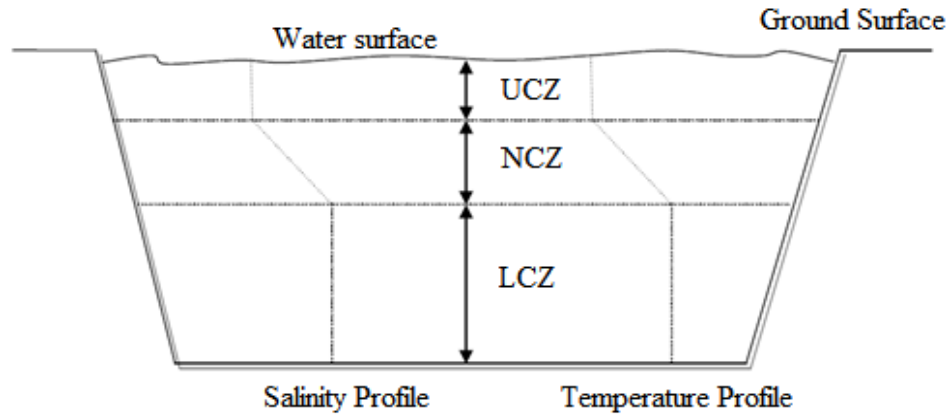 Ground Surface
Water surface
UCZ
NCZ
LCZ
Salinity Profile
Temperature Profile